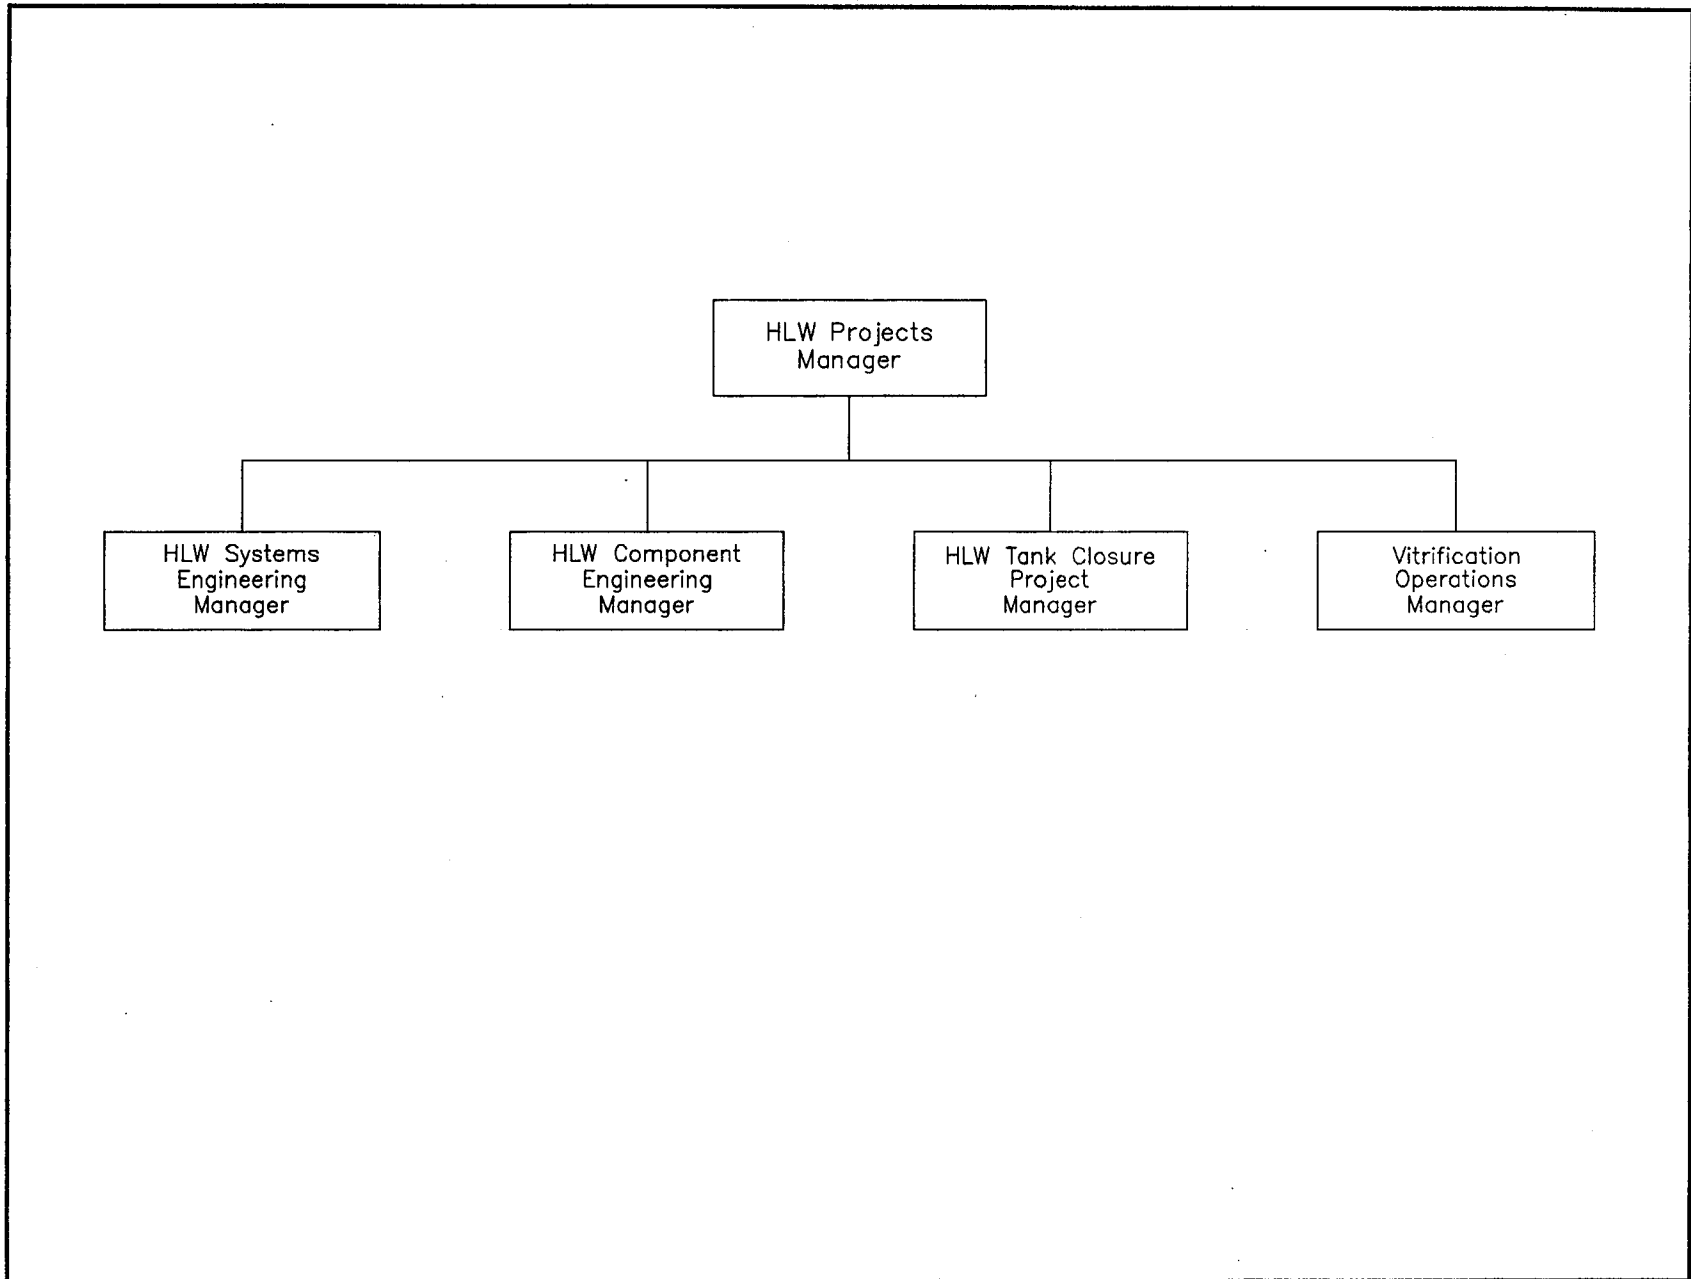 HLW Projects
Manager
HLW Systems
Engineering
Manager
HLW Component
Engineering
Manager
HLW Tank Closure
Project
Manager
Vitrification
Operations
Manager